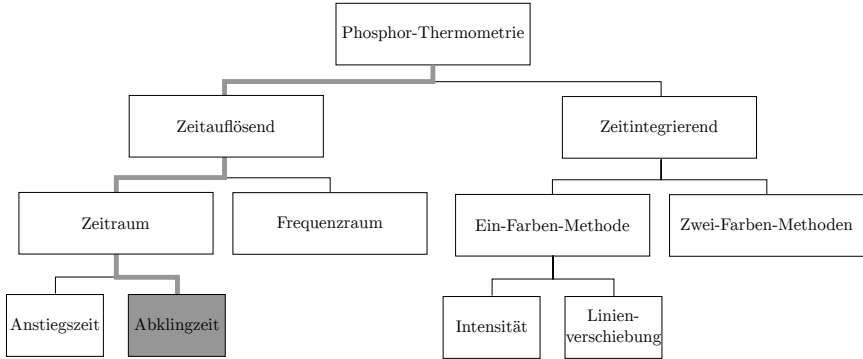 Phosphor-Thermometrie
Zeitauflösend
Zeitintegrierend
Zeitraum
Frequenzraum
Ein-Farben-Methode
Zwei-Farben-Methoden
Anstiegszeit
Abklingzeit
Intensität
Linien-
verschiebung